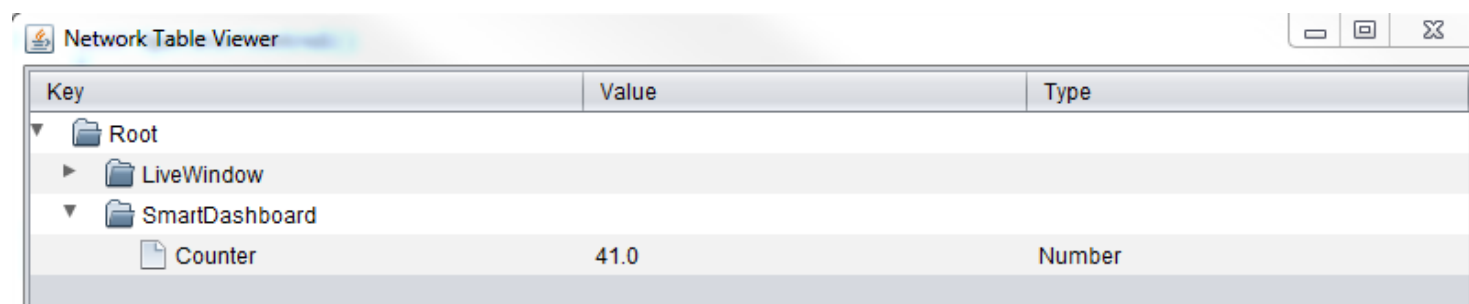 Network Table Viewer
Key Value Type
Root
LiveWindow
SmartDashboard
Counter 41.0 Number